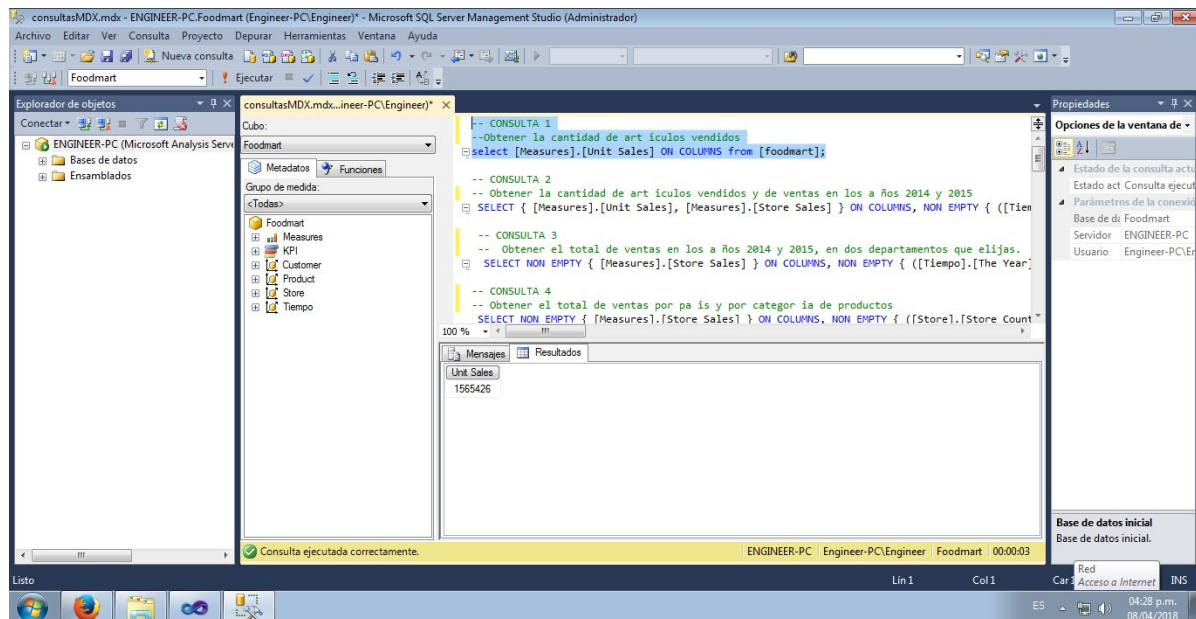 consultasMDX.mdx - ENGINEER-PC.Foodmart (Engineer-PC\Engineer)* - Microsoft SQL Server Management Studio (Administrador)
Archivo Editar Ver Consulta Proyecto Depurar Herramientas Ventana Ayuda
Nueva consulta
Foodmart
Ejecutar
Explorador de objetos
Conectar
ENGINEER-PC (Microsoft Analysis Serve
Bases de datos
Ensamblados
consultasMDX.mdx...ineer-PC\Engineer)*
Cubo:
Foodmart
Metadatos
Funciones
Grupo de medida:
<Todas>
Foodmart
Measures
KPI
Customer
Product
Store
Tiempo
-- CONSULTA 1
--Obtener la cantidad de art ículos vendidos
select [Measures].[Unit Sales] ON COLUMNS from [foodmart];
-- CONSULTA 2
-- Obtener la cantidad de art ículos vendidos y de ventas en los a ños 2014 y 2015
SELECT { [Measures].[Unit Sales], [Measures].[Store Sales] } ON COLUMNS, NON EMPTY { ([Tiem
-- CONSULTA 3
-- Obtener el total de ventas en los a ños 2014 y 2015, en dos departamentos que elijas.
SELECT NON EMPTY { [Measures].[Store Sales] } ON COLUMNS, NON EMPTY { ([Tiempo].[The Year]
-- CONSULTA 4
-- Obtener el total de ventas por pa ís y por categor ía de productos
SELECT NON EMPTY { [Measures].[Store Sales] } ON COLUMNS, NON EMPTY { ([Store].[Store Count
100 %
Mensajes
Resultados
Unit Sales
1565426
Consulta ejecutada correctamente.
ENGINEER-PC
Engineer-PC\Engineer
Foodmart
00:00:03
Propiedades
Opciones de la ventana de
Estado de la consulta actu
Estado act Consulta ejecut
Parámetros de la conexió
Base de da Foodmart
Servidor ENGINEER-PC
Usuario Engineer-PC\En
Base de datos inicial
Base de datos inicial.
Listo
Lín 1
Col 1
Car 1
INS
Red
Acceso a Internet
ES
04:28 p.m.
08/04/2018